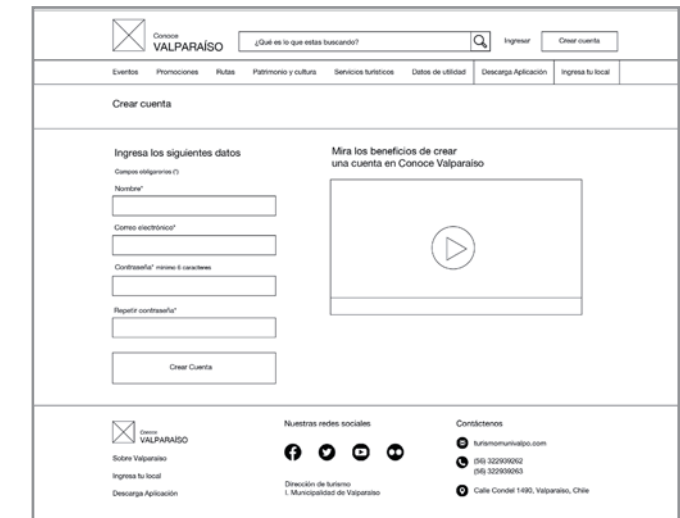 Conoce
VALPARAÍSO
¿Qué es lo que estas buscando?
Ingresar
Crear cuenta
Eventos
Promociones
Rutas
Patrimonio y cultura
Servicios turísticos
Datos de utilidad
Descarga Aplicación
Ingresa tu local
Crear cuenta
Ingresa los siguientes datos
Campos obligarorios (*)
Nombre*
Correo electrónico*
Contraseña* mínimo 6 caracteres
Repetir contraseña*
Crear Cuenta
Mira los beneficios de crear
una cuenta en Conoce Valparaíso
Conoce
VALPARAÍSO
Sobre Valparaíso
Ingresa tu local
Descarga Aplicación
Nuestras redes sociales
Dirección de turismo
I. Municipalidad de Valparaíso
Contáctenos
turismomunivalpo.com
(56) 322939262
(56) 322939263
Calle Condel 1490, Valparaíso, Chile